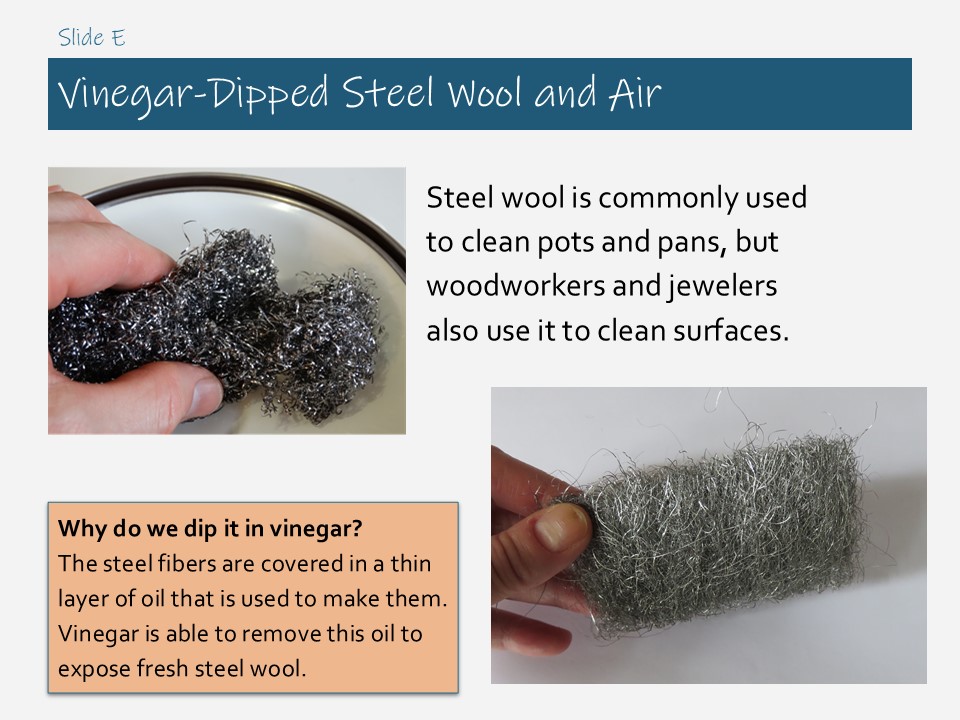 Slide E
Vinegar-Dipped Steel Wool and Air
Steel wool is commonly used
to clean pots and pans, but
woodworkers and jewelers
also use it to clean surfaces.
Why do we dip it in vinegar?
The steel fibers are covered in a thin
layer of oil that is used to make them.
Vinegar is able to remove this oil to
expose fresh steel wool.